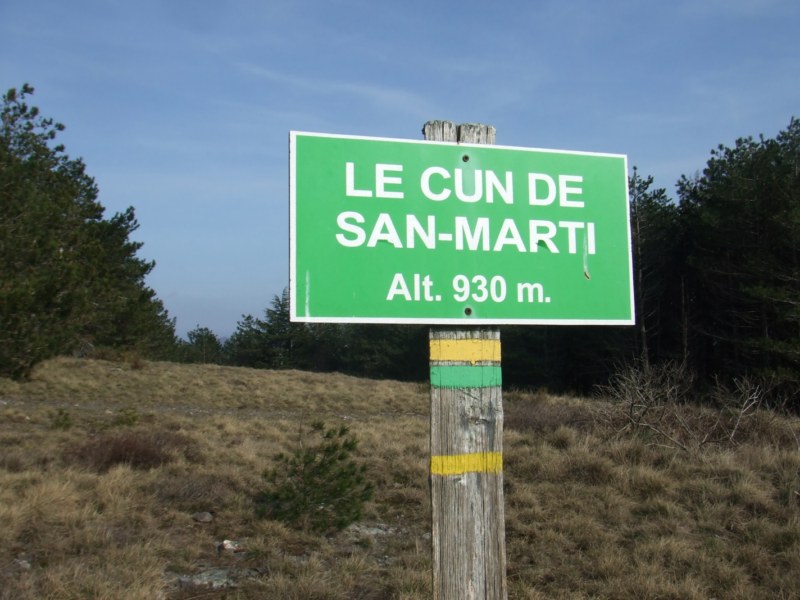 LE CUN DE
SAN-MARTI
Alt. 930 m.